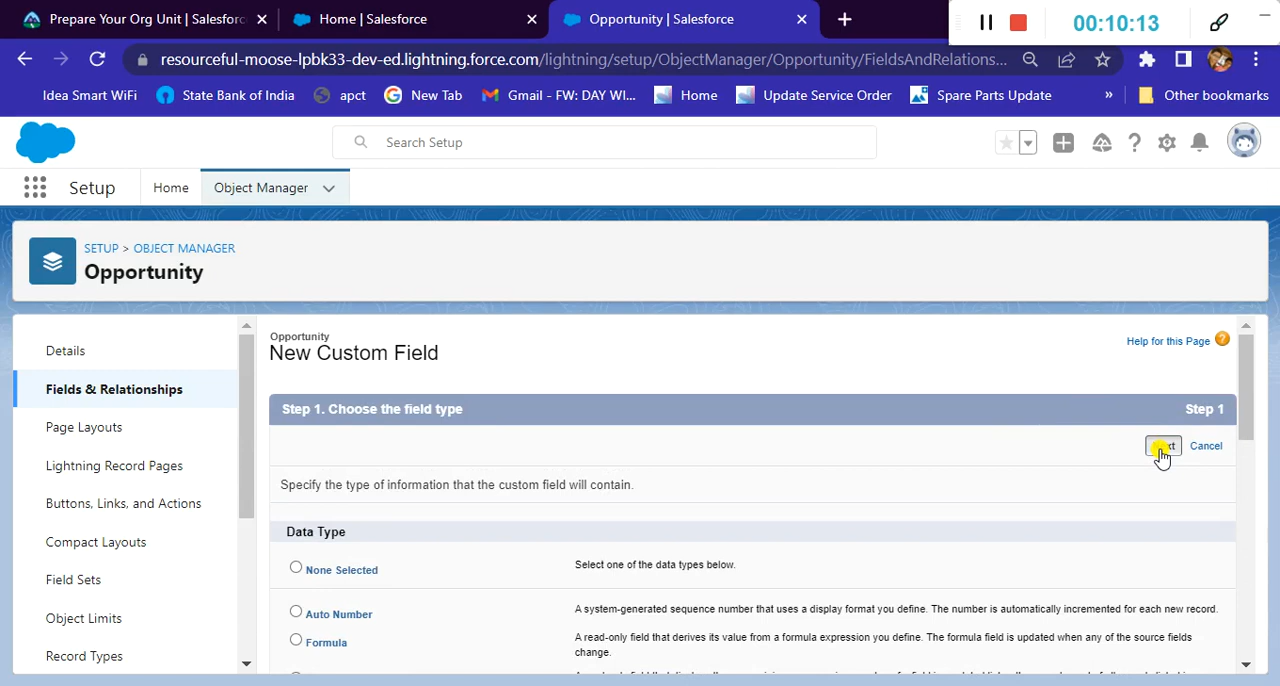 Prepare Your Org Unit | Salesforc
Home | Salesforce
Opportunity | Salesforce
00:10:13
resourceful-moose-lpbk33-dev-ed.lightning.force.com/lightning/setup/ObjectManager/Opportunity/FieldsAndRelations...
Idea Smart WiFi
State Bank of India
apct
New Tab
Gmail - FW: DAY WI...
Home
Update Service Order
Spare Parts Update
»
Other bookmarks
Search Setup
Setup
Home
Object Manager
SETUP > OBJECT MANAGER
Opportunity
Details
Fields & Relationships
Page Layouts
Lightning Record Pages
Buttons, Links, and Actions
Compact Layouts
Field Sets
Object Limits
Record Types
Opportunity
New Custom Field
Help for this Page
Step 1. Choose the field type
Step 1
Cancel
Specify the type of information that the custom field will contain.
Data Type
None Selected
Select one of the data types below.
Auto Number
A system-generated sequence number that uses a display format you define. The number is automatically incremented for each new record.
Formula
A read-only field that derives its value from a formula expression you define. The formula field is updated when any of the source fields
change.